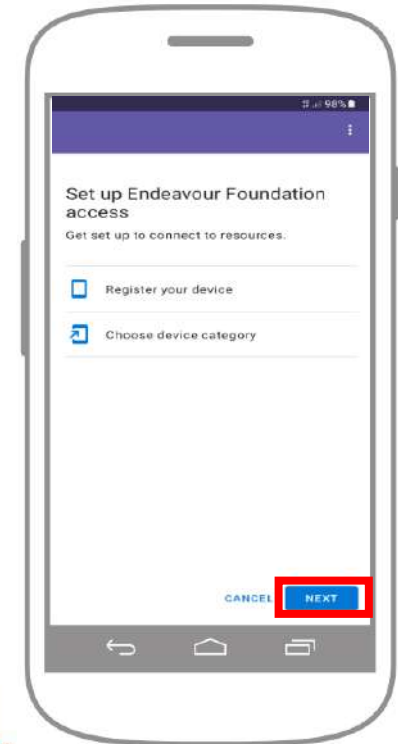 98%
Set up Endeavour Foundation
access
Get set up to connect to resources.
Register your device
Choose device category
CANCEL NEXT